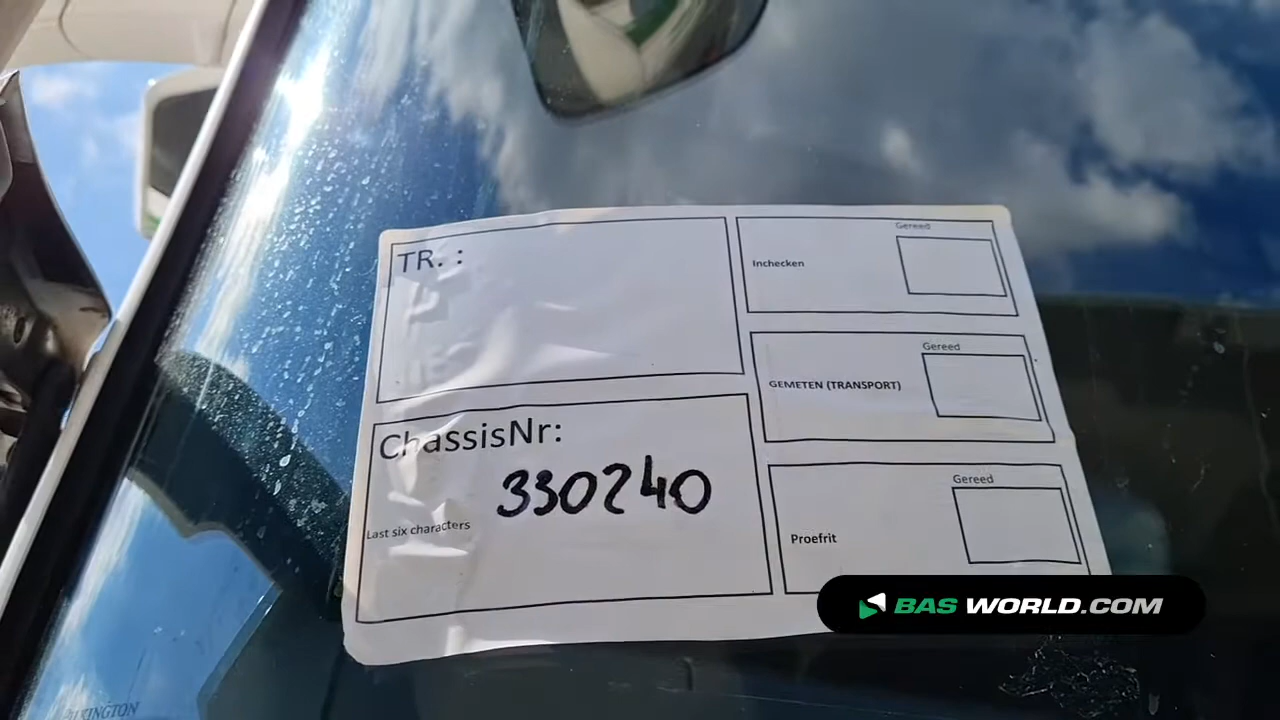 TR. :
ChassisNr:
330240
Last six characters
Gereed
Inchecken
Gereed
GEMETEN (TRANSPORT)
Gereed
Proefrit
BAS WORLD.COM